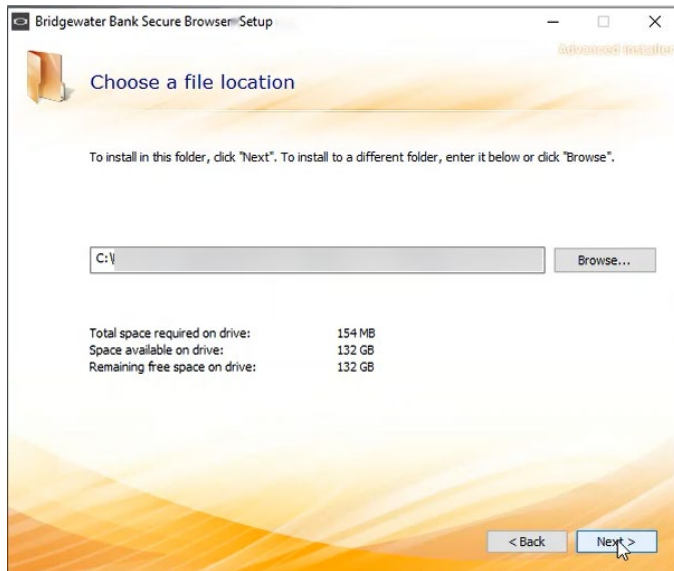 Bridgewater Bank Secure Browser Setup
Advanced Installer
Choose a file location
To install in this folder, click "Next". To install to a different folder, enter it below or click "Browse".
C:\
Browse...
Total space required on drive: 154 MB
Space available on drive: 132 GB
Remaining free space on drive: 132 GB
< Back Next >